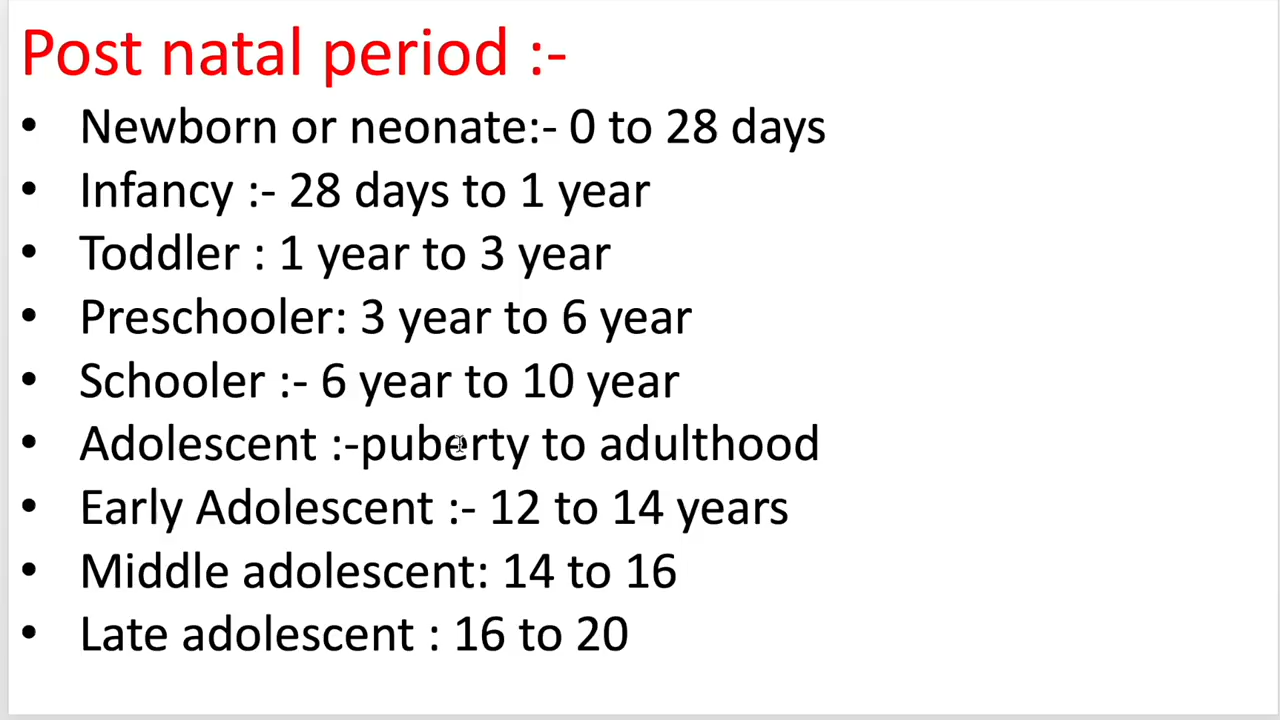 Post natal period :-
• Newborn or neonate:- 0 to 28 days
• Infancy :- 28 days to 1 year
• Toddler : 1 year to 3 year
• Preschooler: 3 year to 6 year
• Schooler :- 6 year to 10 year
• Adolescent :-puberty to adulthood
• Early Adolescent :- 12 to 14 years
• Middle adolescent: 14 to 16
• Late adolescent : 16 to 20